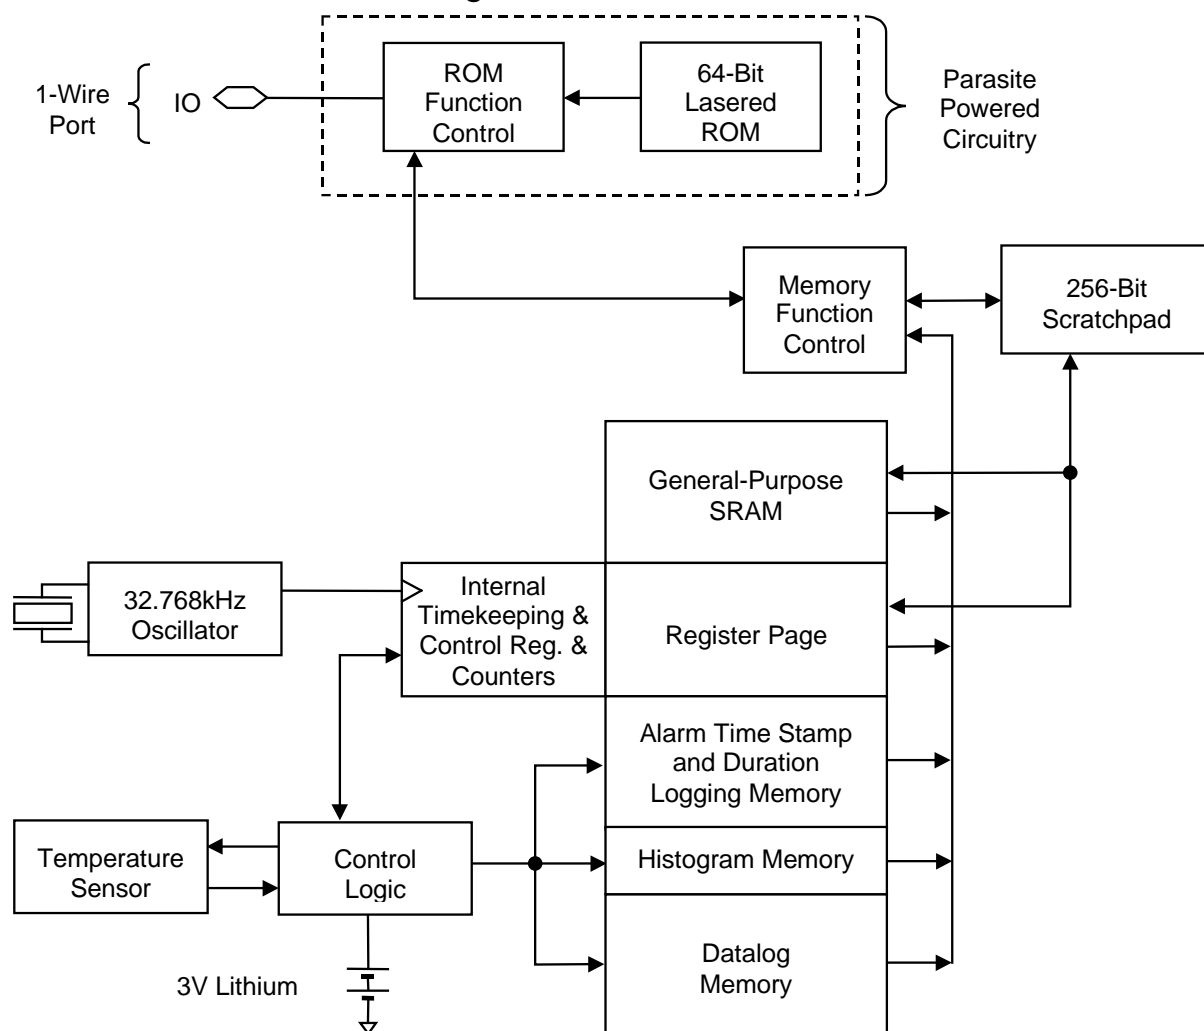 1-Wire
Port
IO
ROM
Function
Control
64-Bit
Lasered
ROM
Parasite
Powered
Circuitry
Memory
Function
Control
256-Bit
Scratchpad
General-Purpose
SRAM
32.768kHz
Oscillator
Internal
Timekeeping &
Control Reg. &
Counters
Register Page
Alarm Time Stamp
and Duration
Logging Memory
Temperature
Sensor
Control
Logic
Histogram Memory
Datalog
Memory
3V Lithium